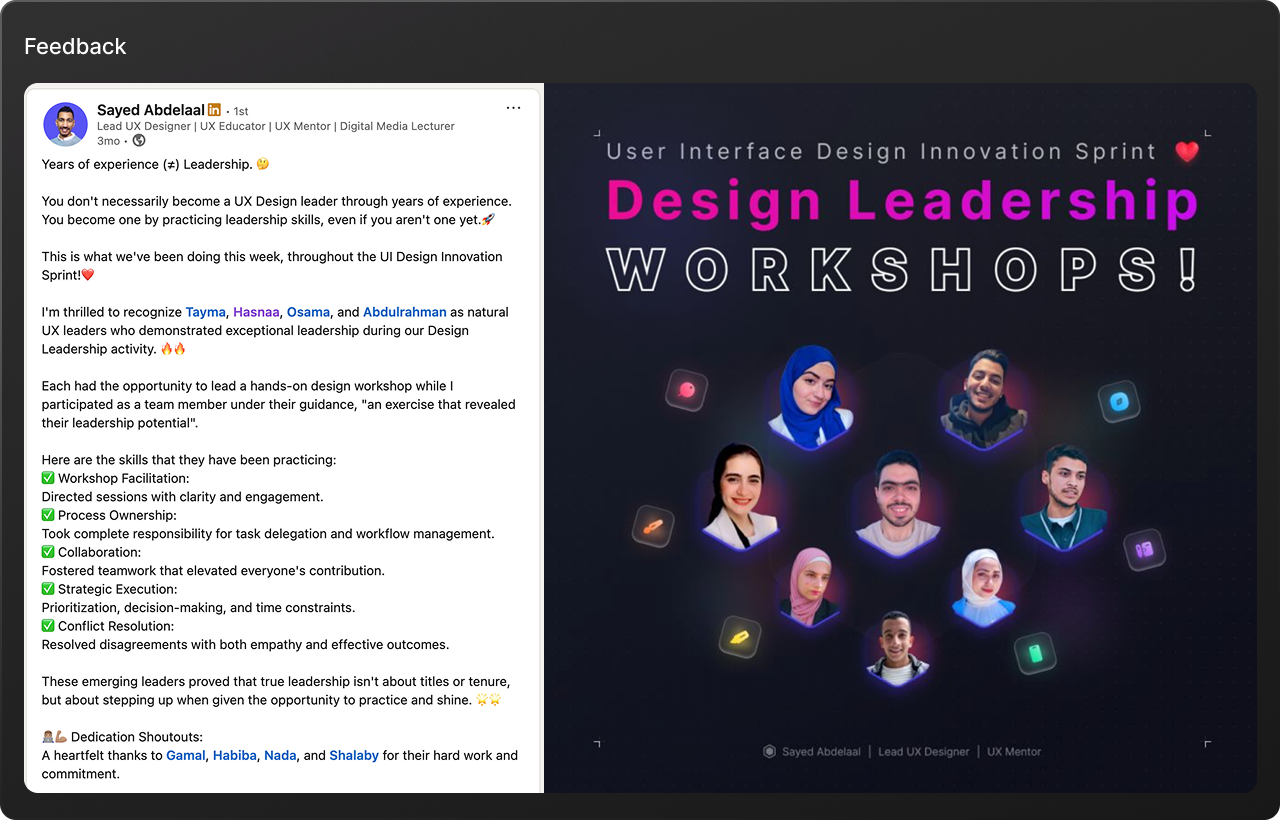 Feedback
Sayed Abdelaal in • 1st
Lead UX Designer | UX Educator | UX Mentor | Digital Media Lecturer
3mo •
Years of experience (≠) Leadership. 🤔
You don't necessarily become a UX Design leader through years of experience.
You become one by practicing leadership skills, even if you aren't one yet.🚀
This is what we've been doing this week, throughout the UI Design Innovation
Sprint!❤️
I'm thrilled to recognize Tayma, Hasnaa, Osama, and Abdulrahman as natural
UX leaders who demonstrated exceptional leadership during our Design
Leadership activity. 🔥🔥
Each had the opportunity to lead a hands-on design workshop while I
participated as a team member under their guidance, "an exercise that revealed
their leadership potential".
Here are the skills that they have been practicing:
✅ Workshop Facilitation:
Directed sessions with clarity and engagement.
✅ Process Ownership:
Took complete responsibility for task delegation and workflow management.
✅ Collaboration:
Fostered teamwork that elevated everyone's contribution.
✅ Strategic Execution:
Prioritization, decision-making, and time constraints.
✅ Conflict Resolution:
Resolved disagreements with both empathy and effective outcomes.
These emerging leaders proved that true leadership isn't about titles or tenure,
but about stepping up when given the opportunity to practice and shine. 🌟🌟
Dedication Shoutouts:
A heartfelt thanks to Gamal, Habiba, Nada, and Shalaby for their hard work and
commitment.
User Interface Design Innovation Sprint ❤️
Design Leadership
WORKSHOPS!
Sayed Abdelaal | Lead UX Designer | UX Mentor